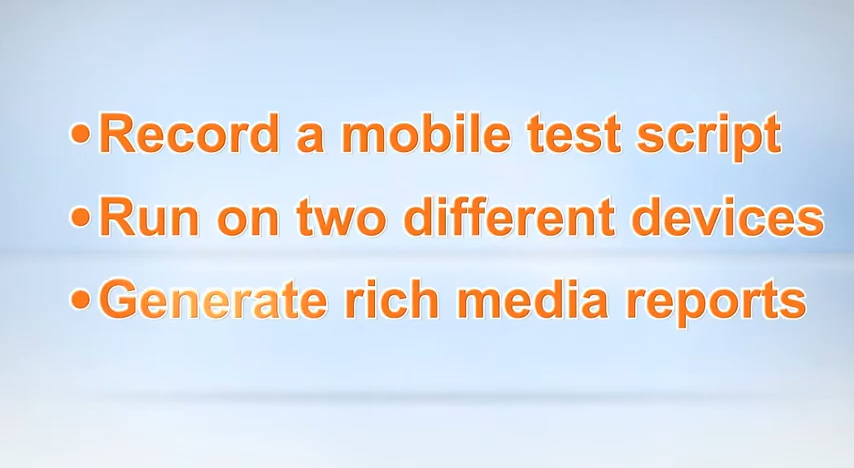 •Record a mobile test script
•Run on two different devices
•Generate rich media reports